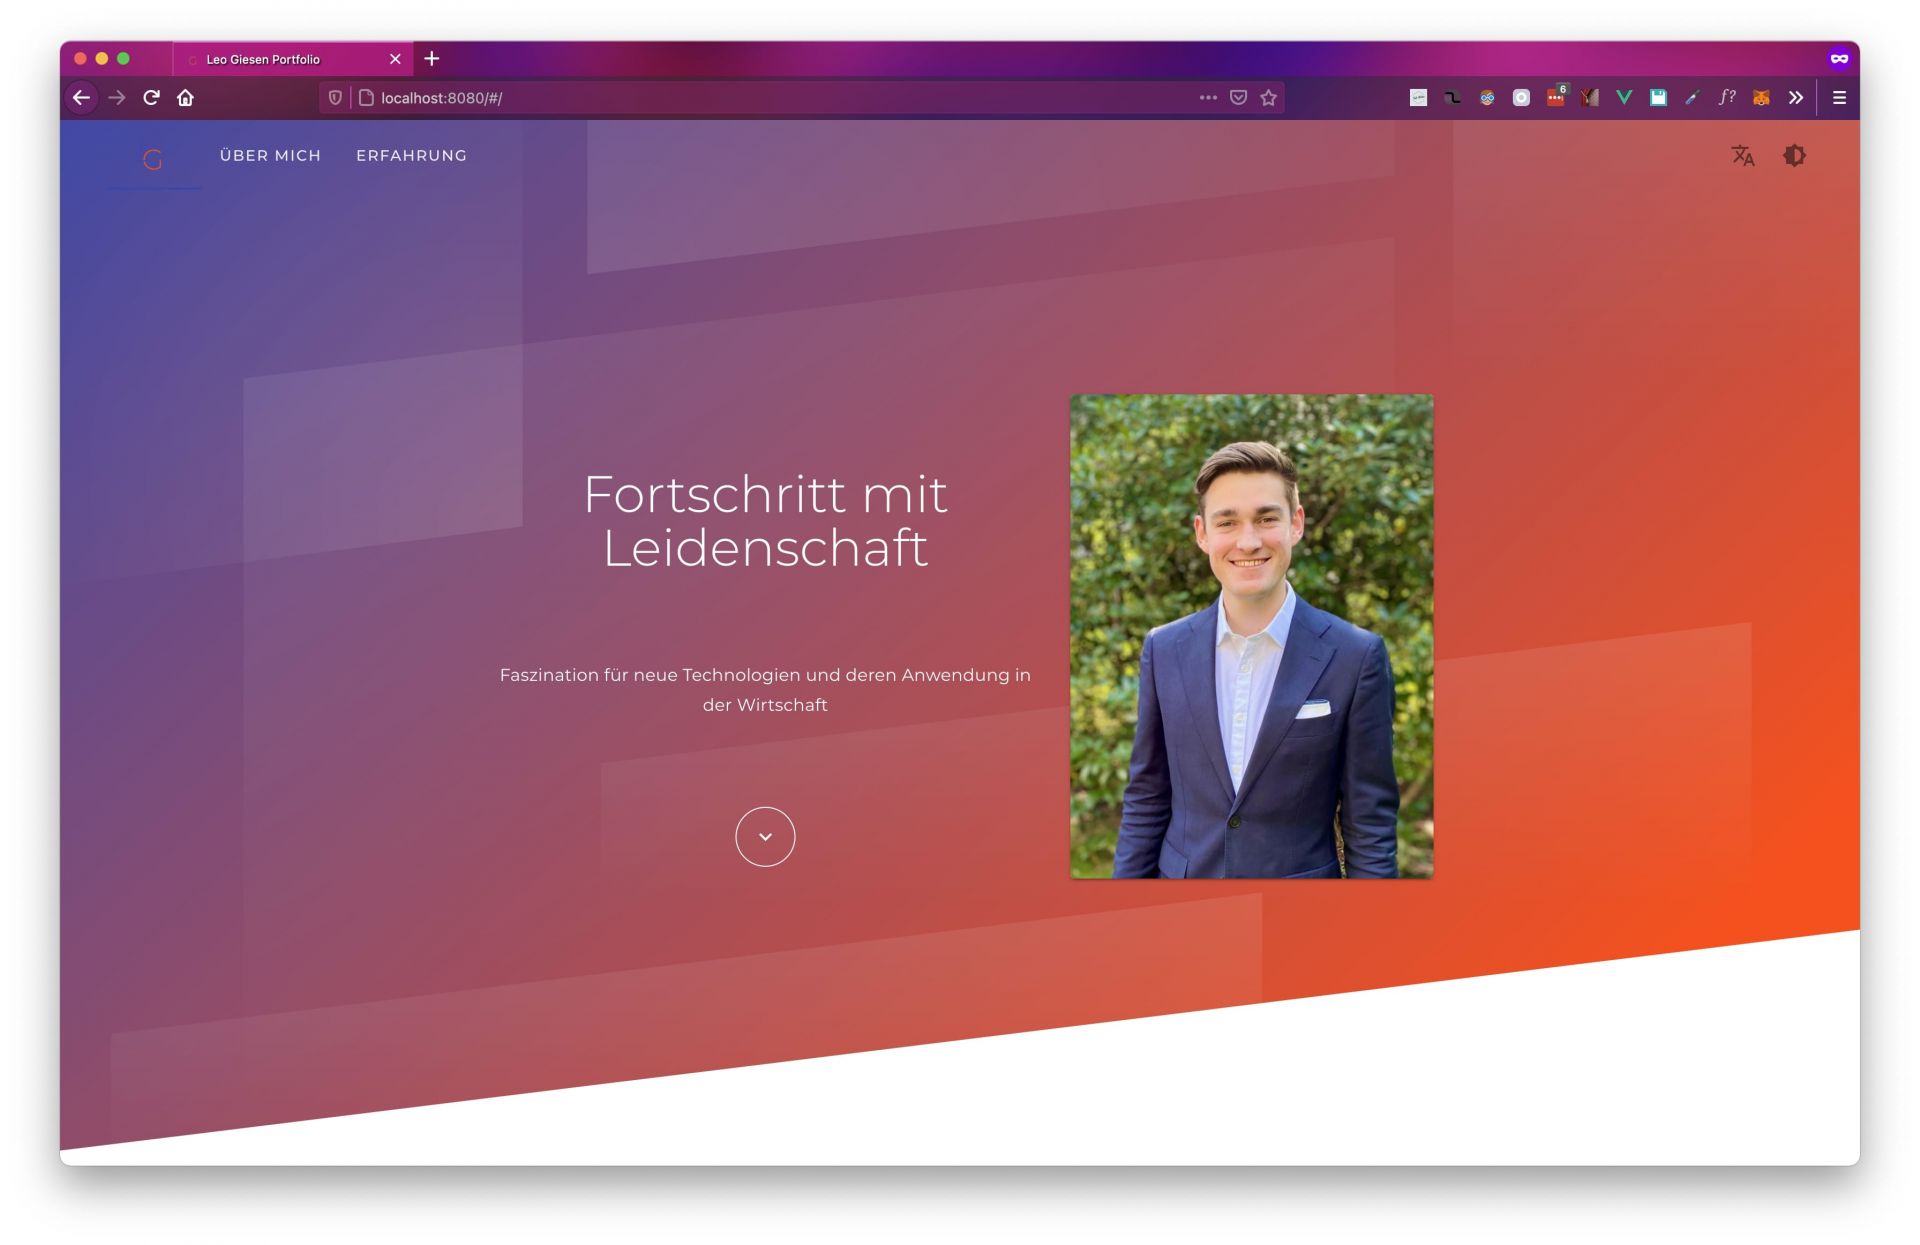 Leo Giesen Portfolio
localhost:8080/#/
6
f?
G
ÜBER MICH
ERFAHRUNG
Fortschritt mit
Leidenschaft
Faszination für neue Technologien und deren Anwendung in
der Wirtschaft